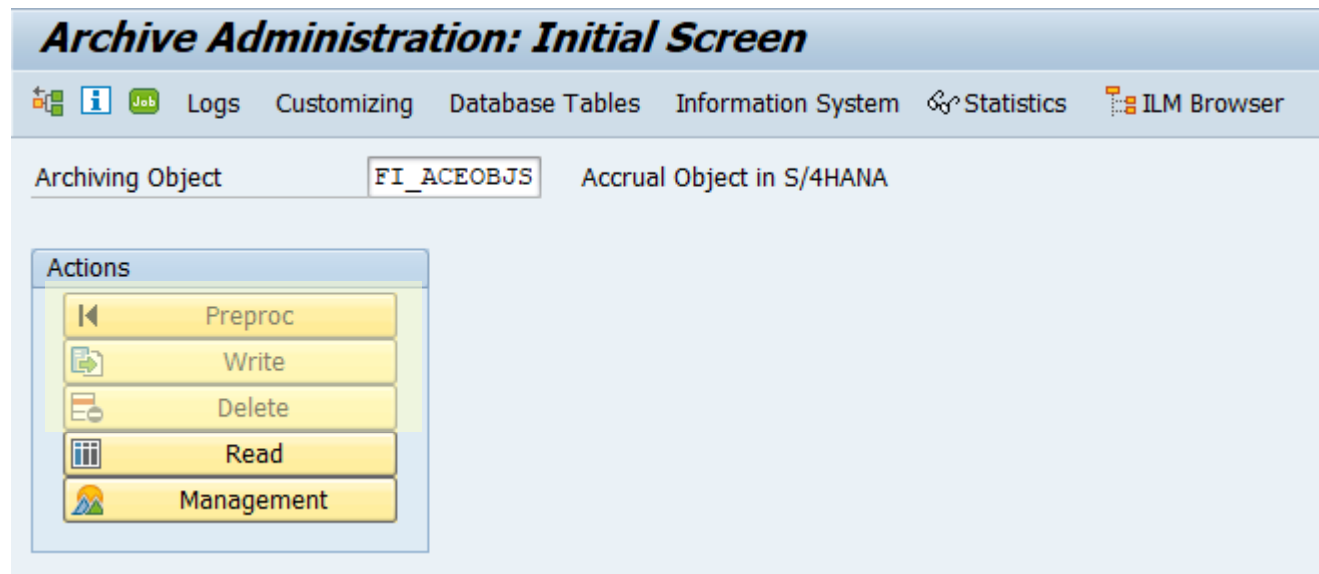 Archive Administration: Initial Screen
Job Logs Customizing Database Tables Information System Statistics ILM Browser
Archiving Object FI_ACEOBJS Accrual Object in S/4HANA
Actions
Preproc
Write
Delete
Read
Management